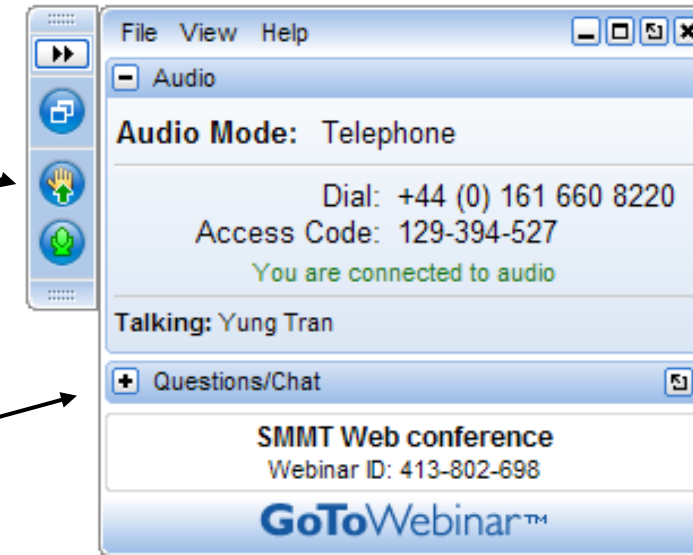 File View Help
Audio
Audio Mode: Telephone
Dial: +44 (0) 161 660 8220
Access Code: 129-394-527
You are connected to audio
Talking: Yung Tran
Questions/Chat
SMMT Web conference
Webinar ID: 413-802-698
GoToWebinar™